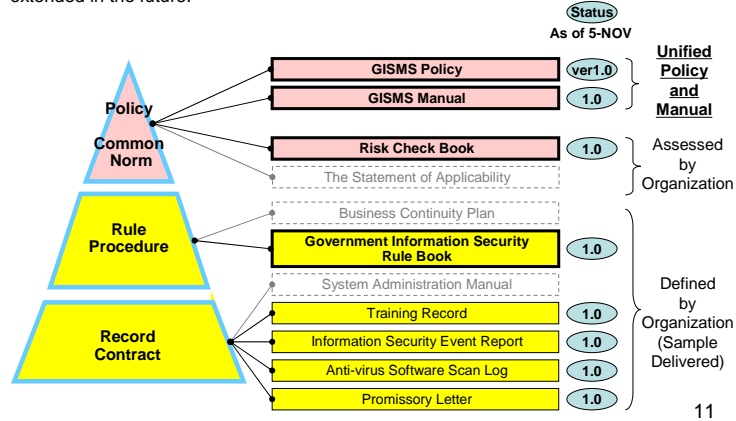 extended in the future.
Status
As of 5-NOV
GISMS Policy
ver1.0
GISMS Manual
1.0
Unified
Policy
and
Manual
Policy
Common
Norm
Risk Check Book
1.0
The Statement of Applicability
Assessed
by
Organization
Business Continuity Plan
Rule
Procedure
Government Information Security
Rule Book
1.0
System Administration Manual
Record
Contract
Training Record
1.0
Information Security Event Report
1.0
Anti-virus Software Scan Log
1.0
Promissory Letter
1.0
Defined
by
Organization
(Sample
Delivered)
11